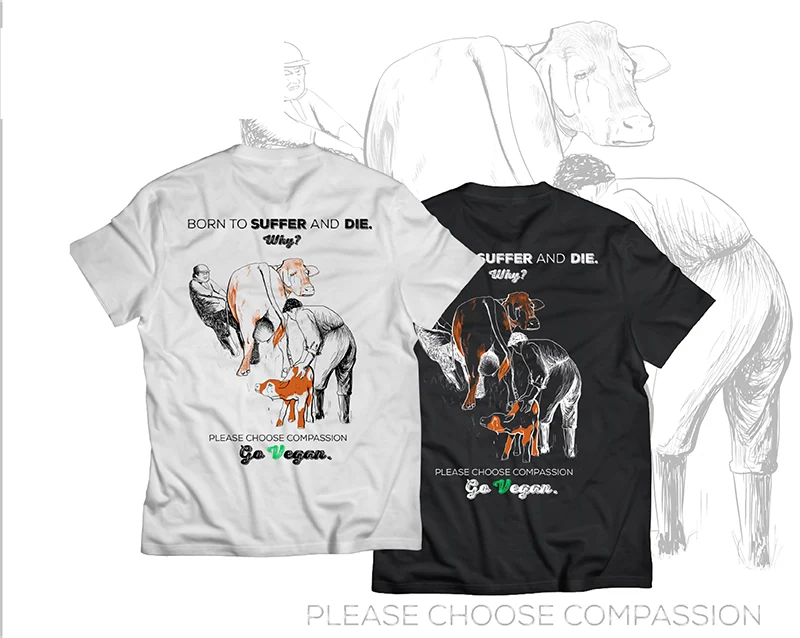 BORN TO SUFFER AND DIE.
Why?
PLEASE CHOOSE COMPASSION
Go Vegan.
SUFFER AND DIE.
Why?
PLEASE CHOOSE COMPASSION
Go Vegan.
PLEASE CHOOSE COMPASSION